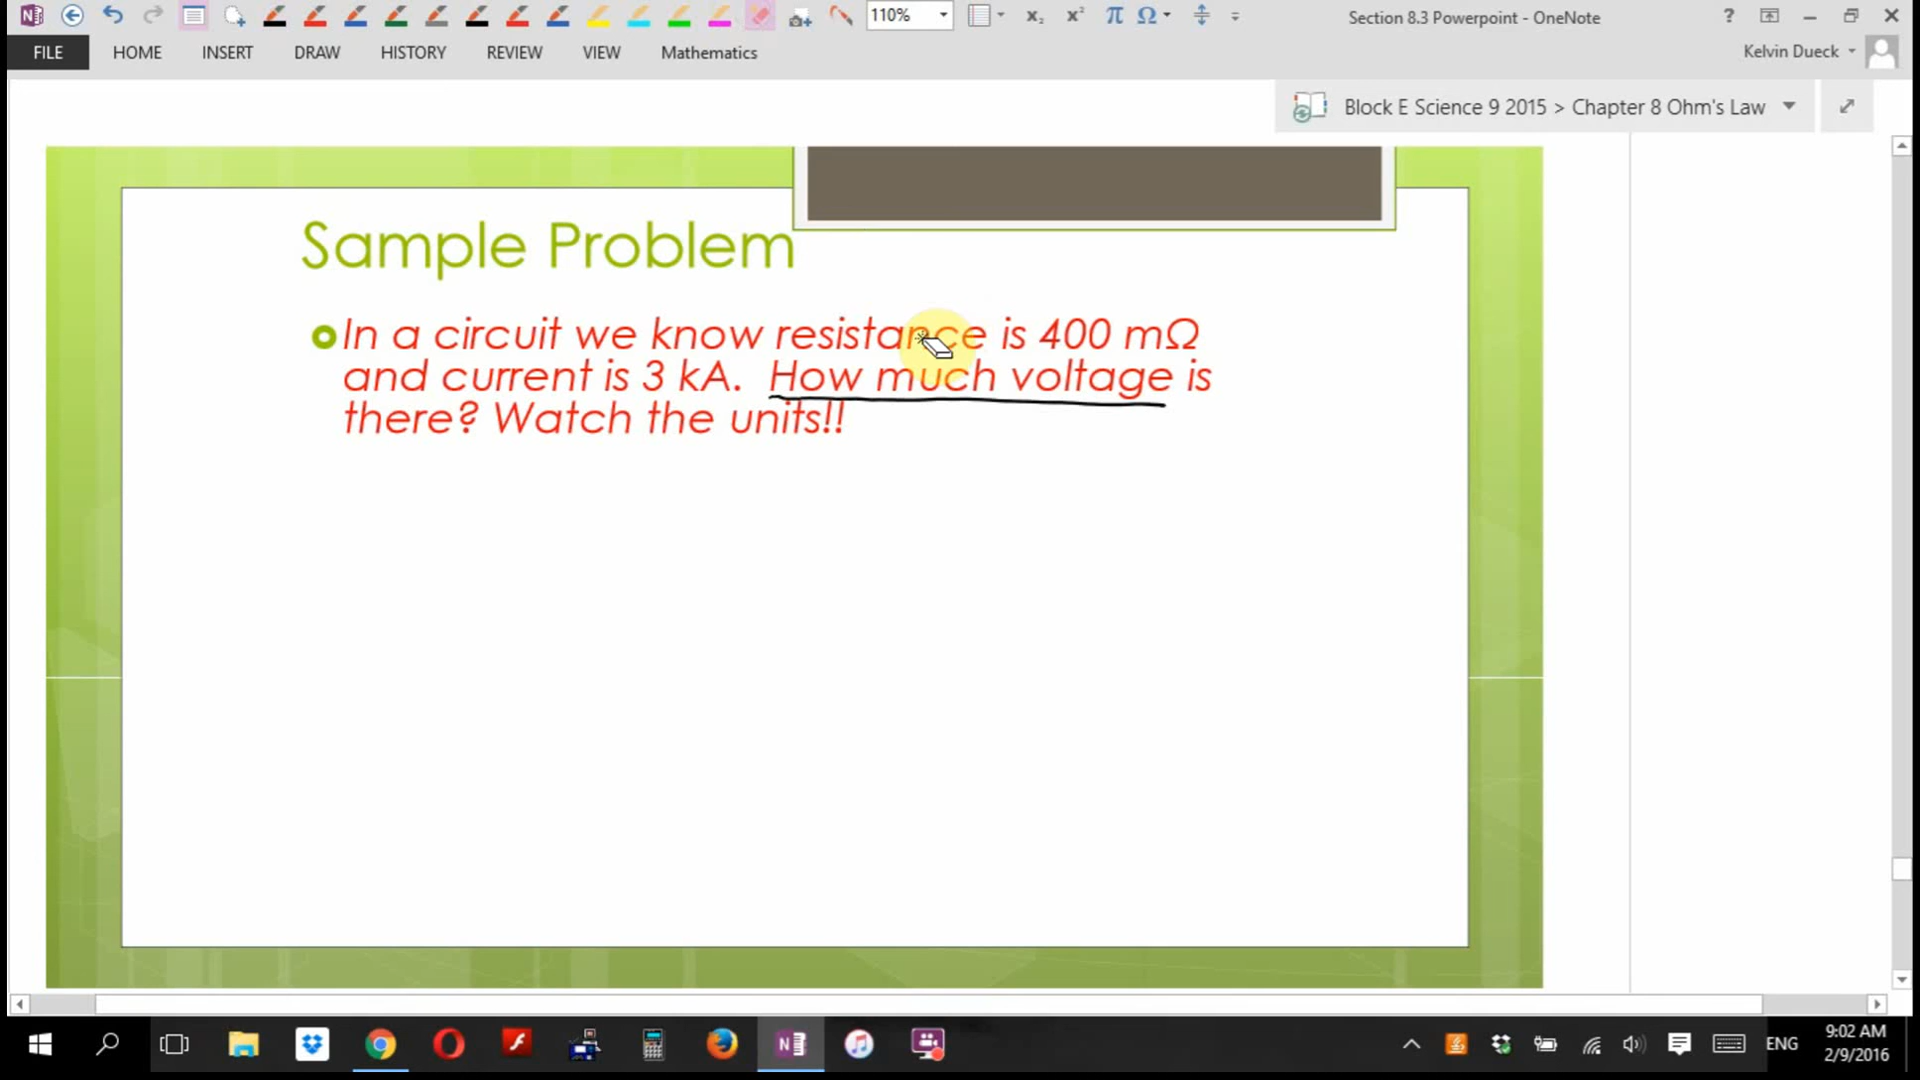 110%
x₂ x² π Ω
Section 8.3 Powerpoint - OneNote
?
FILE HOME INSERT DRAW HISTORY REVIEW VIEW Mathematics
Kelvin Dueck
Block E Science 9 2015 > Chapter 8 Ohm's Law
Sample Problem
In a circuit we know resistance is 400 mΩ
and current is 3 kA. How much voltage is
there? Watch the units!!
ENG
9:02 AM
2/9/2016